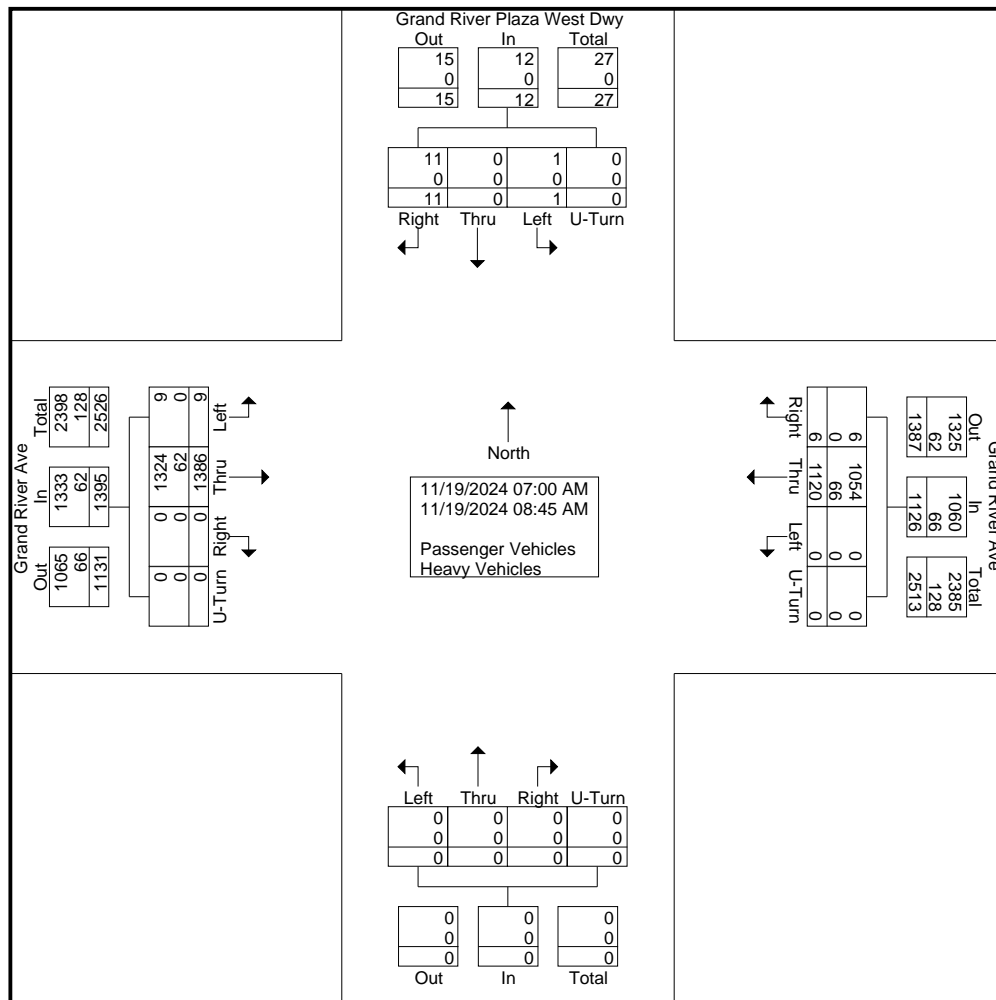 Grand River Plaza West Dwy
Out In Total
15 12 27
0 0 0
15 12 27
11 0 1 0
0 0 0 0
11 0 1 0
Right Thru Left U-Turn
Grand River Ave
Total In Out
2398 1333 1065
128 62 66
2526 1395 1131
9 1324 0 0
0 62 0 0
9 1386 0 0
Left Thru Right U-Turn
North
11/19/2024 07:00 AM
11/19/2024 08:45 AM
Passenger Vehicles
Heavy Vehicles
Right Thru Left U-Turn
6 1120 0 0
0 66 0 0
6 1054 0 0
1387 1126 2513
62 66 128
1325 1060 2385
Out In Total
Grand River Ave
Left Thru Right U-Turn
0 0 0 0
0 0 0 0
0 0 0 0
0 0 0
0 0 0
0 0 0
Out In Total